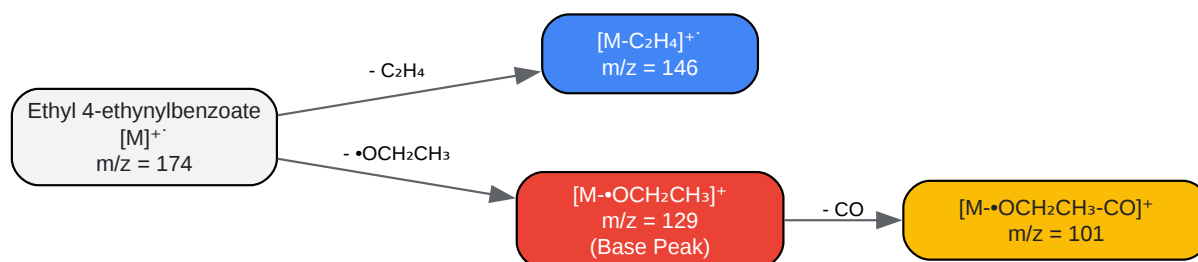 [M-C₂H₄]⁺˙
m/z = 146
- C₂H₄
Ethyl 4-ethynylbenzoate
[M]⁺˙
m/z = 174
- •OCH₂CH₃
[M-•OCH₂CH₃]⁺
m/z = 129
(Base Peak)
- CO
[M-•OCH₂CH₃-CO]⁺
m/z = 101